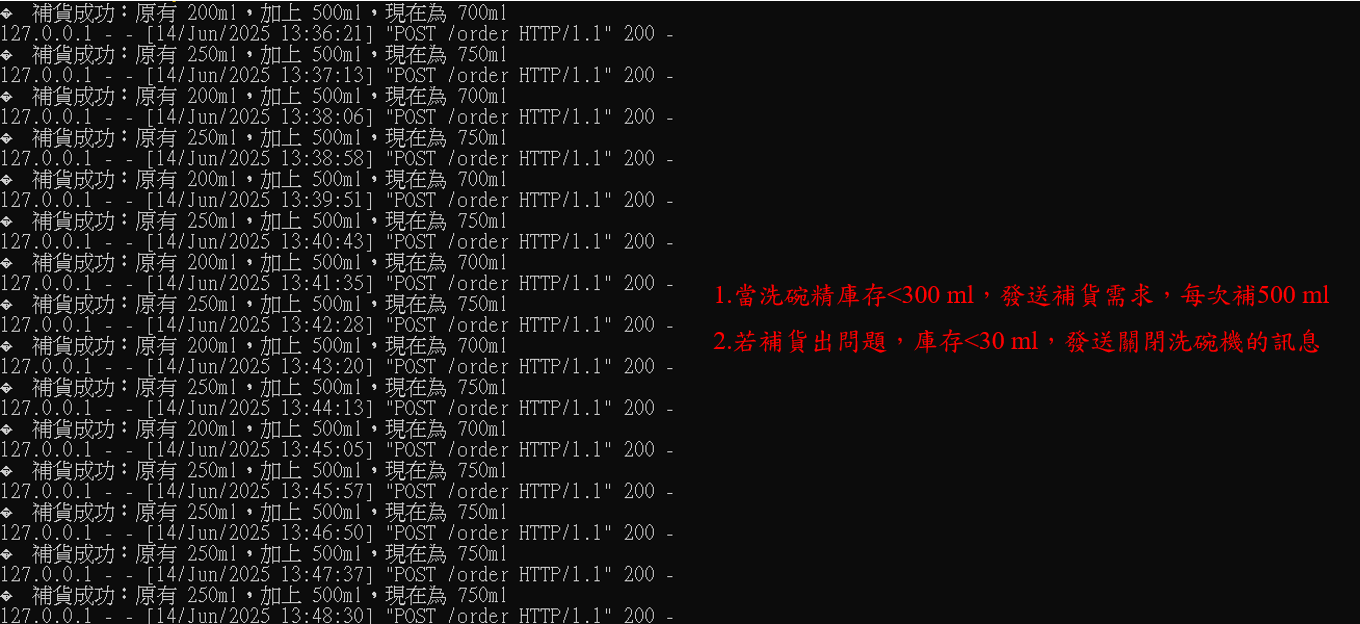 � 補貨成功：原有 200ml，加上 500ml，現在為 700ml
127.0.0.1 - - [14/Jun/2025 13:36:21] "POST /order HTTP/1.1" 200 -
� 補貨成功：原有 250ml，加上 500ml，現在為 750ml
127.0.0.1 - - [14/Jun/2025 13:37:13] "POST /order HTTP/1.1" 200 -
� 補貨成功：原有 200ml，加上 500ml，現在為 700ml
127.0.0.1 - - [14/Jun/2025 13:38:06] "POST /order HTTP/1.1" 200 -
� 補貨成功：原有 250ml，加上 500ml，現在為 750ml
127.0.0.1 - - [14/Jun/2025 13:38:58] "POST /order HTTP/1.1" 200 -
� 補貨成功：原有 200ml，加上 500ml，現在為 700ml
127.0.0.1 - - [14/Jun/2025 13:39:51] "POST /order HTTP/1.1" 200 -
� 補貨成功：原有 250ml，加上 500ml，現在為 750ml
127.0.0.1 - - [14/Jun/2025 13:40:43] "POST /order HTTP/1.1" 200 -
� 補貨成功：原有 200ml，加上 500ml，現在為 700ml
127.0.0.1 - - [14/Jun/2025 13:41:35] "POST /order HTTP/1.1" 200 -
� 補貨成功：原有 250ml，加上 500ml，現在為 750ml
127.0.0.1 - - [14/Jun/2025 13:42:28] "POST /order HTTP/1.1" 200 -
� 補貨成功：原有 200ml，加上 500ml，現在為 700ml
127.0.0.1 - - [14/Jun/2025 13:43:20] "POST /order HTTP/1.1" 200 -
� 補貨成功：原有 250ml，加上 500ml，現在為 750ml
127.0.0.1 - - [14/Jun/2025 13:44:13] "POST /order HTTP/1.1" 200 -
� 補貨成功：原有 200ml，加上 500ml，現在為 700ml
127.0.0.1 - - [14/Jun/2025 13:45:05] "POST /order HTTP/1.1" 200 -
� 補貨成功：原有 250ml，加上 500ml，現在為 750ml
127.0.0.1 - - [14/Jun/2025 13:45:57] "POST /order HTTP/1.1" 200 -
� 補貨成功：原有 250ml，加上 500ml，現在為 750ml
127.0.0.1 - - [14/Jun/2025 13:46:50] "POST /order HTTP/1.1" 200 -
� 補貨成功：原有 250ml，加上 500ml，現在為 750ml
127.0.0.1 - - [14/Jun/2025 13:47:37] "POST /order HTTP/1.1" 200 -
� 補貨成功：原有 250ml，加上 500ml，現在為 750ml
127.0.0.1 - - [14/Jun/2025 13:48:30] "POST /order HTTP/1.1" 200 -
1.當洗碗精庫存<300 ml，發送補貨需求，每次補500 ml
2.若補貨出問題，庫存<30 ml，發送關閉洗碗機的訊息